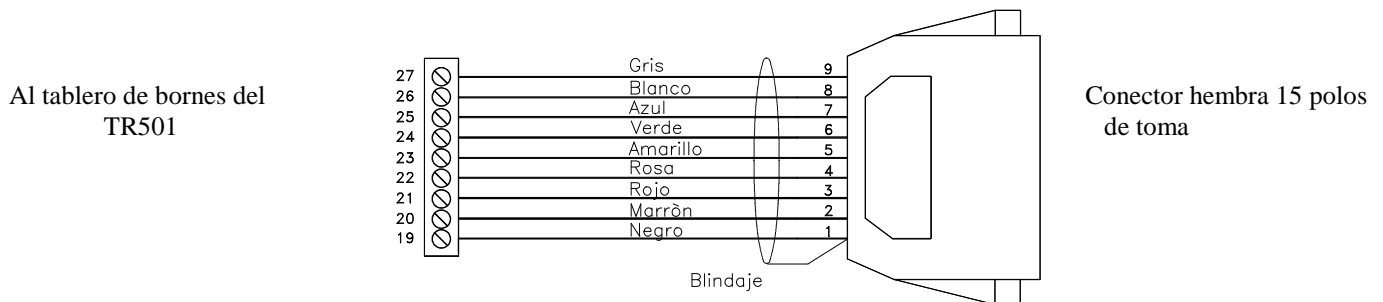 Al tablero de bornes del
TR501
27 Gris 9
26 Blanco 8
25 Azul 7
24 Verde 6
23 Amarillo 5
22 Rosa 4
21 Rojo 3
20 Marròn 2
19 Negro 1
Blindaje
Conector hembra 15 polos
de toma